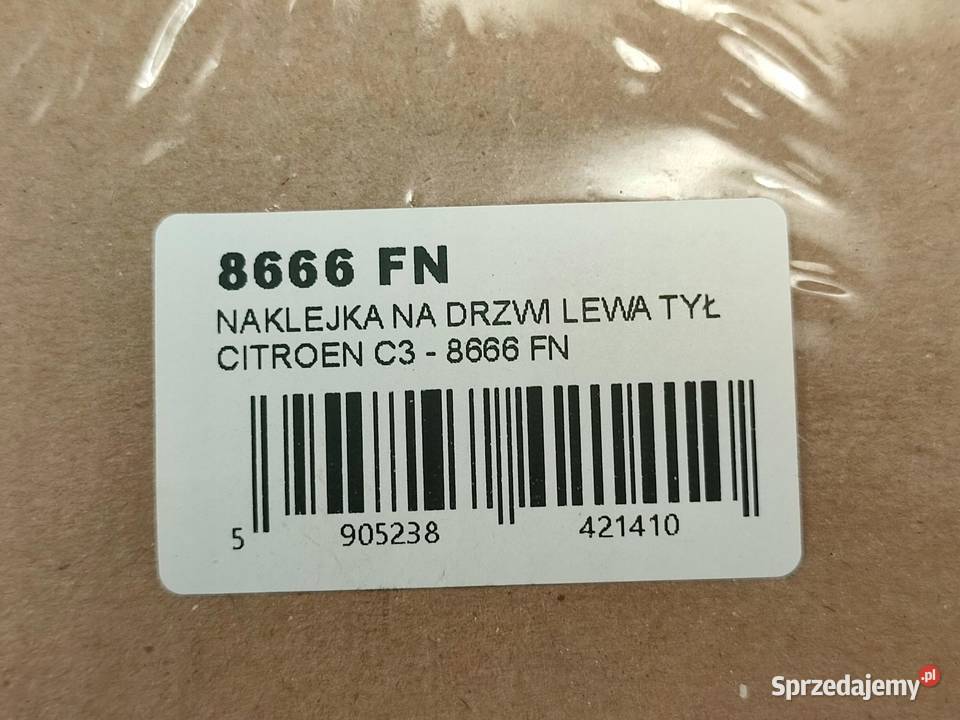 8666 FN
NAKLEJKA NA DRZWI LEWA TYŁ
CITROEN C3 - 8666 FN
5 905238 421410
Sprzedajemy.pl